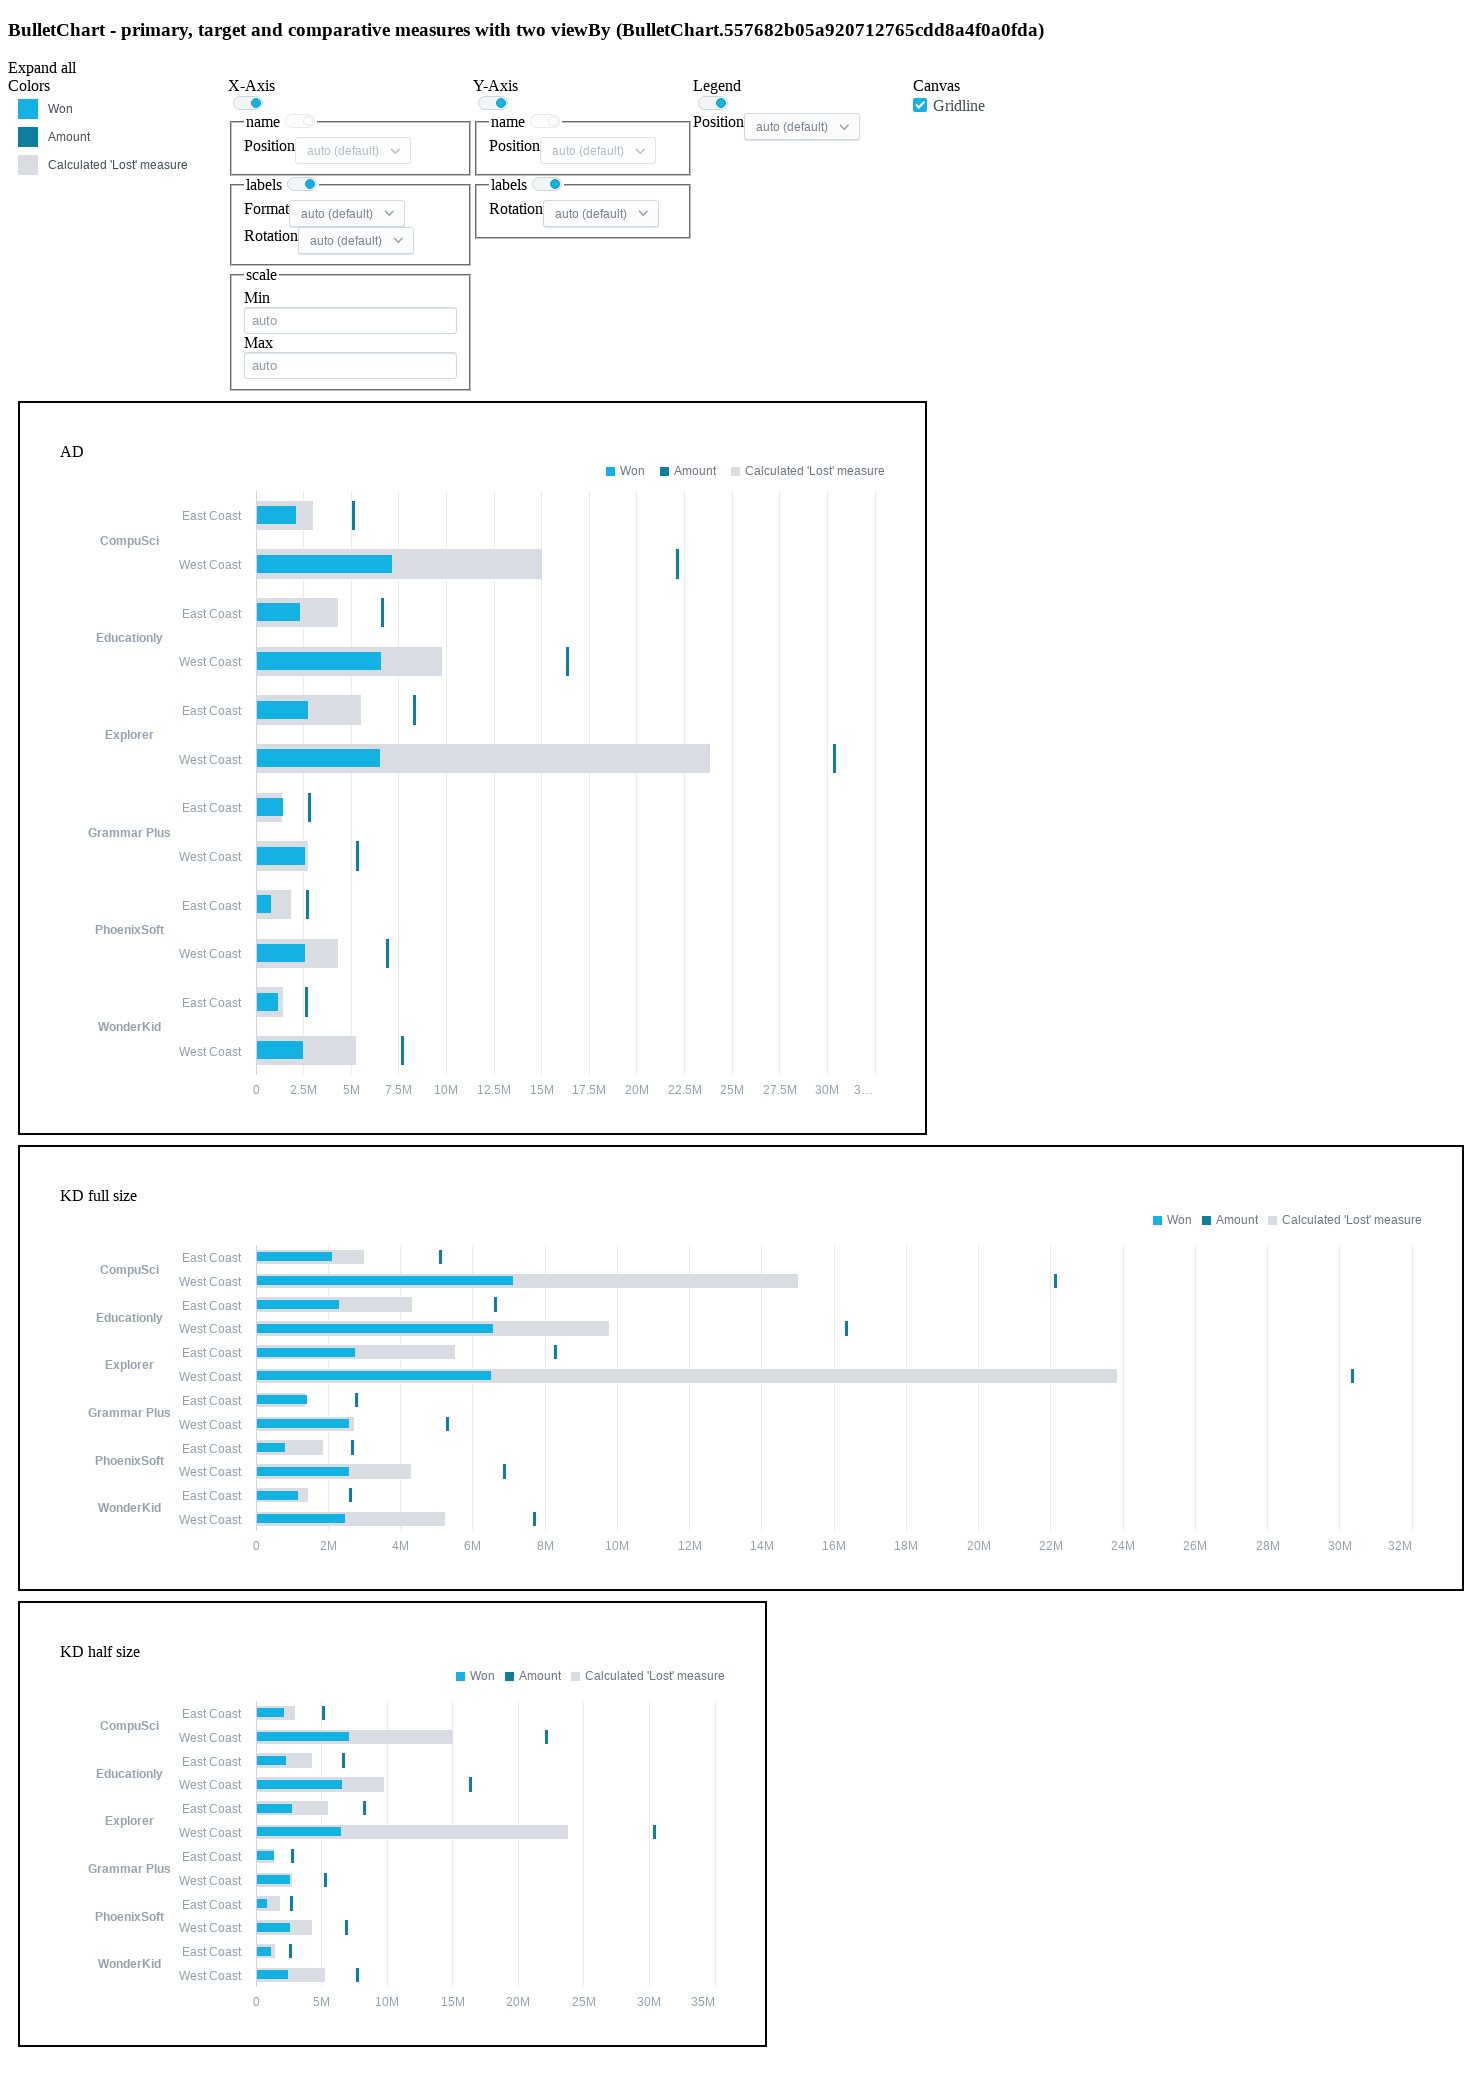 BulletChart - primary, target and comparative measures with two viewBy (BulletChart.557682b05a920712765cdd8a4f0a0fda)
Expand all
Colors
Won
Amount
Calculated 'Lost' measure
X-Axis
name
Position auto (default)
labels
Format auto (default)
Rotation auto (default)
scale
Min
auto
Max
auto
Y-Axis
name
Position auto (default)
labels
Rotation auto (default)
Legend
Position auto (default)
Canvas
Gridline
AD
Won Amount Calculated 'Lost' measure
CompuSci
East Coast
West Coast
Educationly
East Coast
West Coast
Explorer
East Coast
West Coast
Grammar Plus
East Coast
West Coast
PhoenixSoft
East Coast
West Coast
WonderKid
East Coast
West Coast
0 2.5M 5M 7.5M 10M 12.5M 15M 17.5M 20M 22.5M 25M 27.5M 30M 3…
KD full size
Won Amount Calculated 'Lost' measure
CompuSci
East Coast
West Coast
Educationly
East Coast
West Coast
Explorer
East Coast
West Coast
Grammar Plus
East Coast
West Coast
PhoenixSoft
East Coast
West Coast
WonderKid
East Coast
West Coast
0 2M 4M 6M 8M 10M 12M 14M 16M 18M 20M 22M 24M 26M 28M 30M 32M
KD half size
Won Amount Calculated 'Lost' measure
CompuSci
East Coast
West Coast
Educationly
East Coast
West Coast
Explorer
East Coast
West Coast
Grammar Plus
East Coast
West Coast
PhoenixSoft
East Coast
West Coast
WonderKid
East Coast
West Coast
0 5M 10M 15M 20M 25M 30M 35M